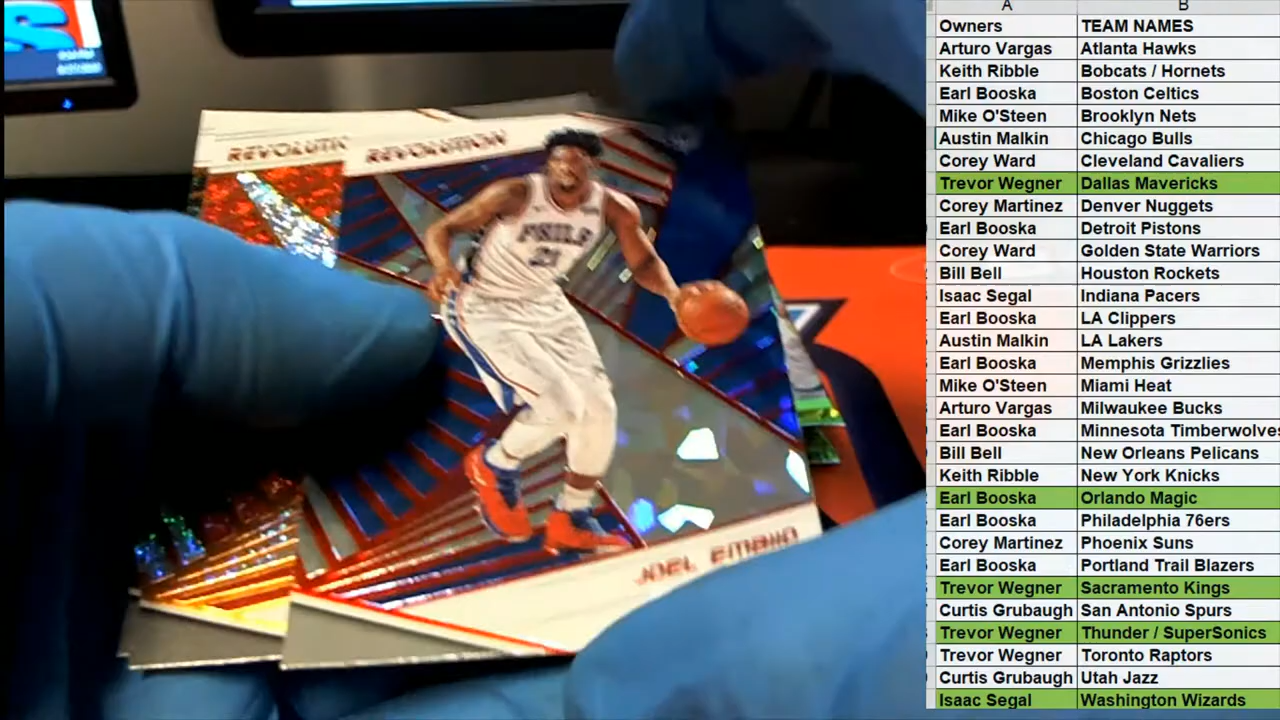 A B
Owners TEAM NAMES
Arturo Vargas Atlanta Hawks
Keith Ribble Bobcats / Hornets
Earl Booska Boston Celtics
Mike O'Steen Brooklyn Nets
Austin Malkin Chicago Bulls
Corey Ward Cleveland Cavaliers
Trevor Wegner Dallas Mavericks
Corey Martinez Denver Nuggets
Earl Booska Detroit Pistons
Corey Ward Golden State Warriors
Bill Bell Houston Rockets
Isaac Segal Indiana Pacers
Earl Booska LA Clippers
Austin Malkin LA Lakers
Earl Booska Memphis Grizzlies
Mike O'Steen Miami Heat
Arturo Vargas Milwaukee Bucks
Earl Booska Minnesota Timberwolves
Bill Bell New Orleans Pelicans
Keith Ribble New York Knicks
Earl Booska Orlando Magic
Earl Booska Philadelphia 76ers
Corey Martinez Phoenix Suns
Earl Booska Portland Trail Blazers
Trevor Wegner Sacramento Kings
Curtis Grubaugh San Antonio Spurs
Trevor Wegner Thunder / SuperSonics
Trevor Wegner Toronto Raptors
Curtis Grubaugh Utah Jazz
Isaac Segal Washington Wizards
REVOLUTIO
REVOLUTION
PHILA
21
JOEL EMBIID